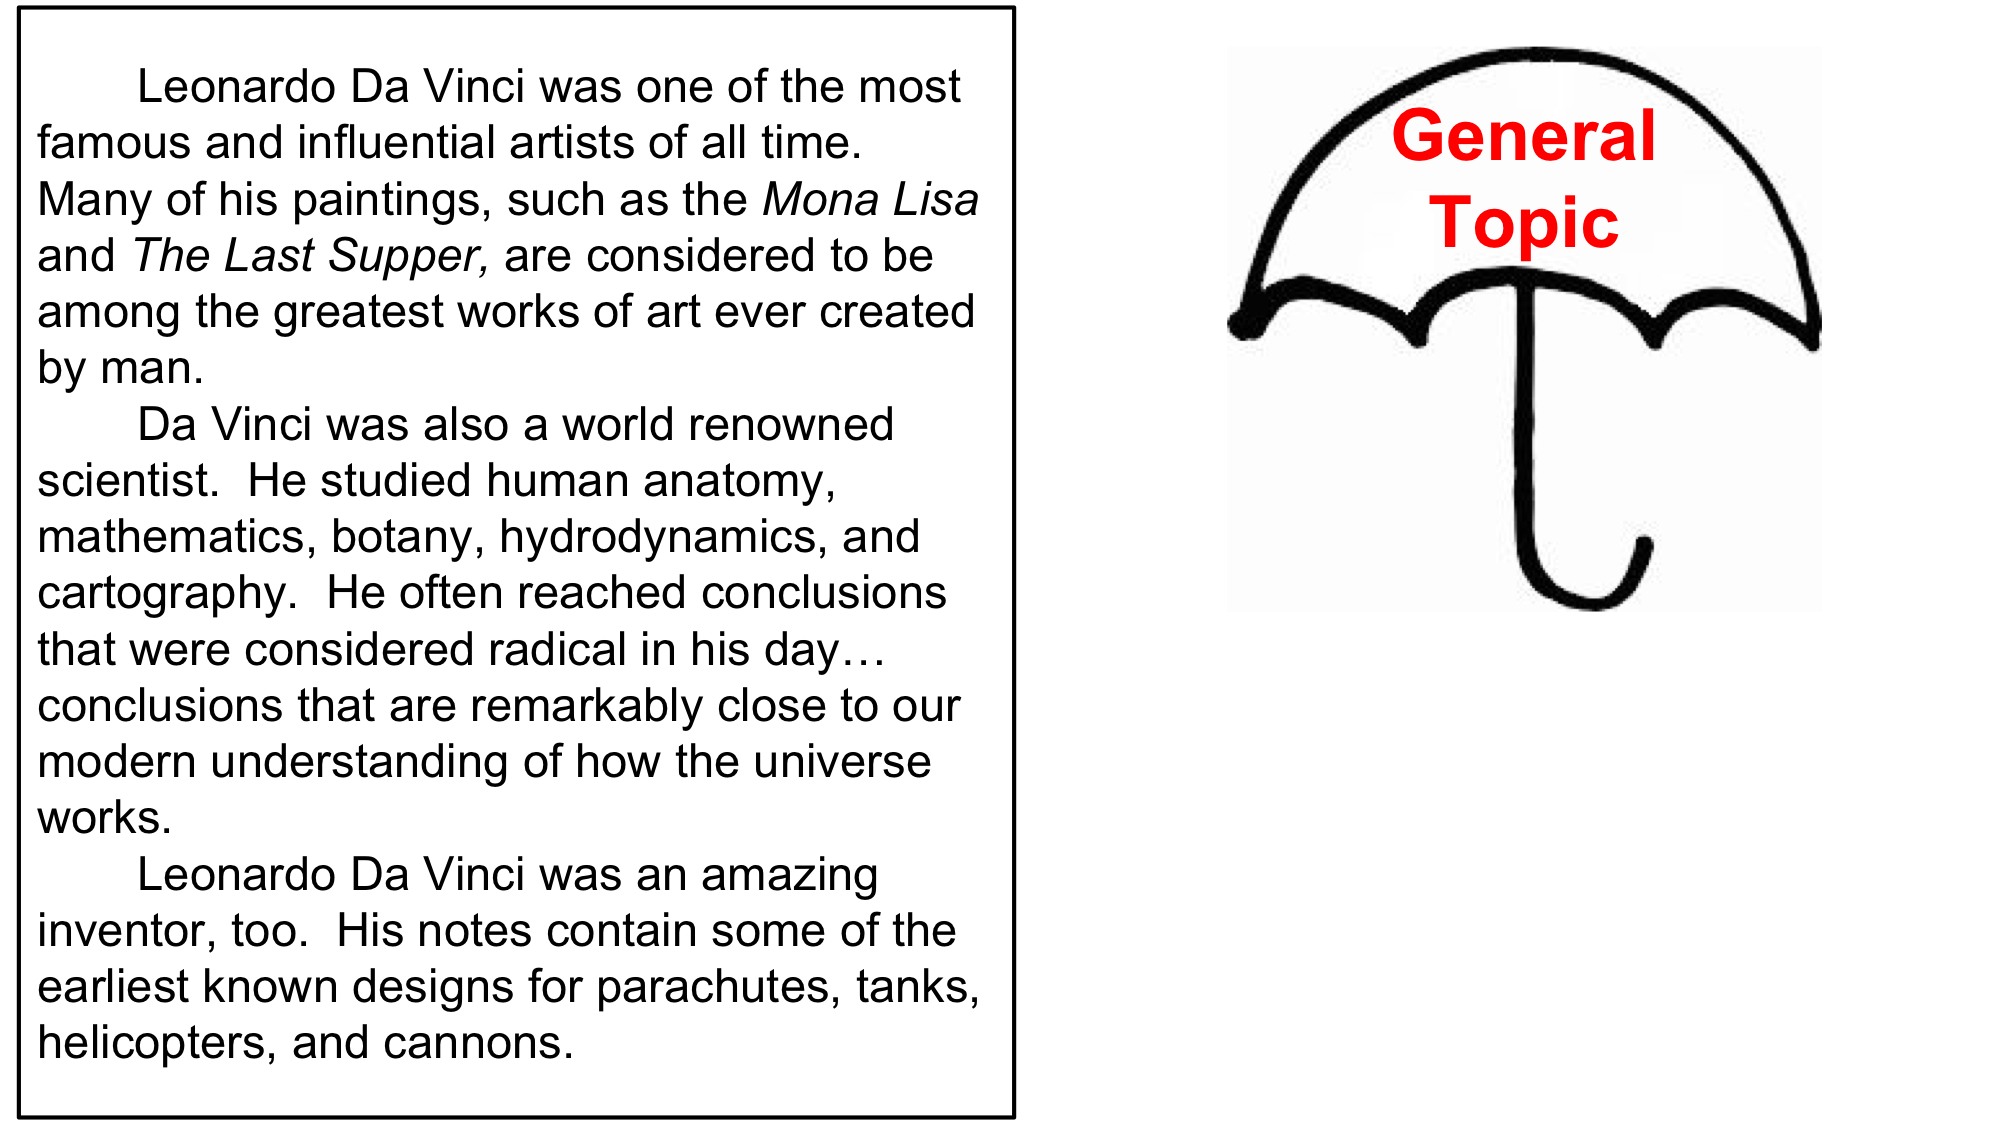 Leonardo Da Vinci was one of the most
famous and influential artists of all time.
Many of his paintings, such as the Mona Lisa
and The Last Supper, are considered to be
among the greatest works of art ever created
by man.
Da Vinci was also a world renowned
scientist.  He studied human anatomy,
mathematics, botany, hydrodynamics, and
cartography.  He often reached conclusions
that were considered radical in his day…
conclusions that are remarkably close to our
modern understanding of how the universe
works.
Leonardo Da Vinci was an amazing
inventor, too.  His notes contain some of the
earliest known designs for parachutes, tanks,
helicopters, and cannons.
General
Topic